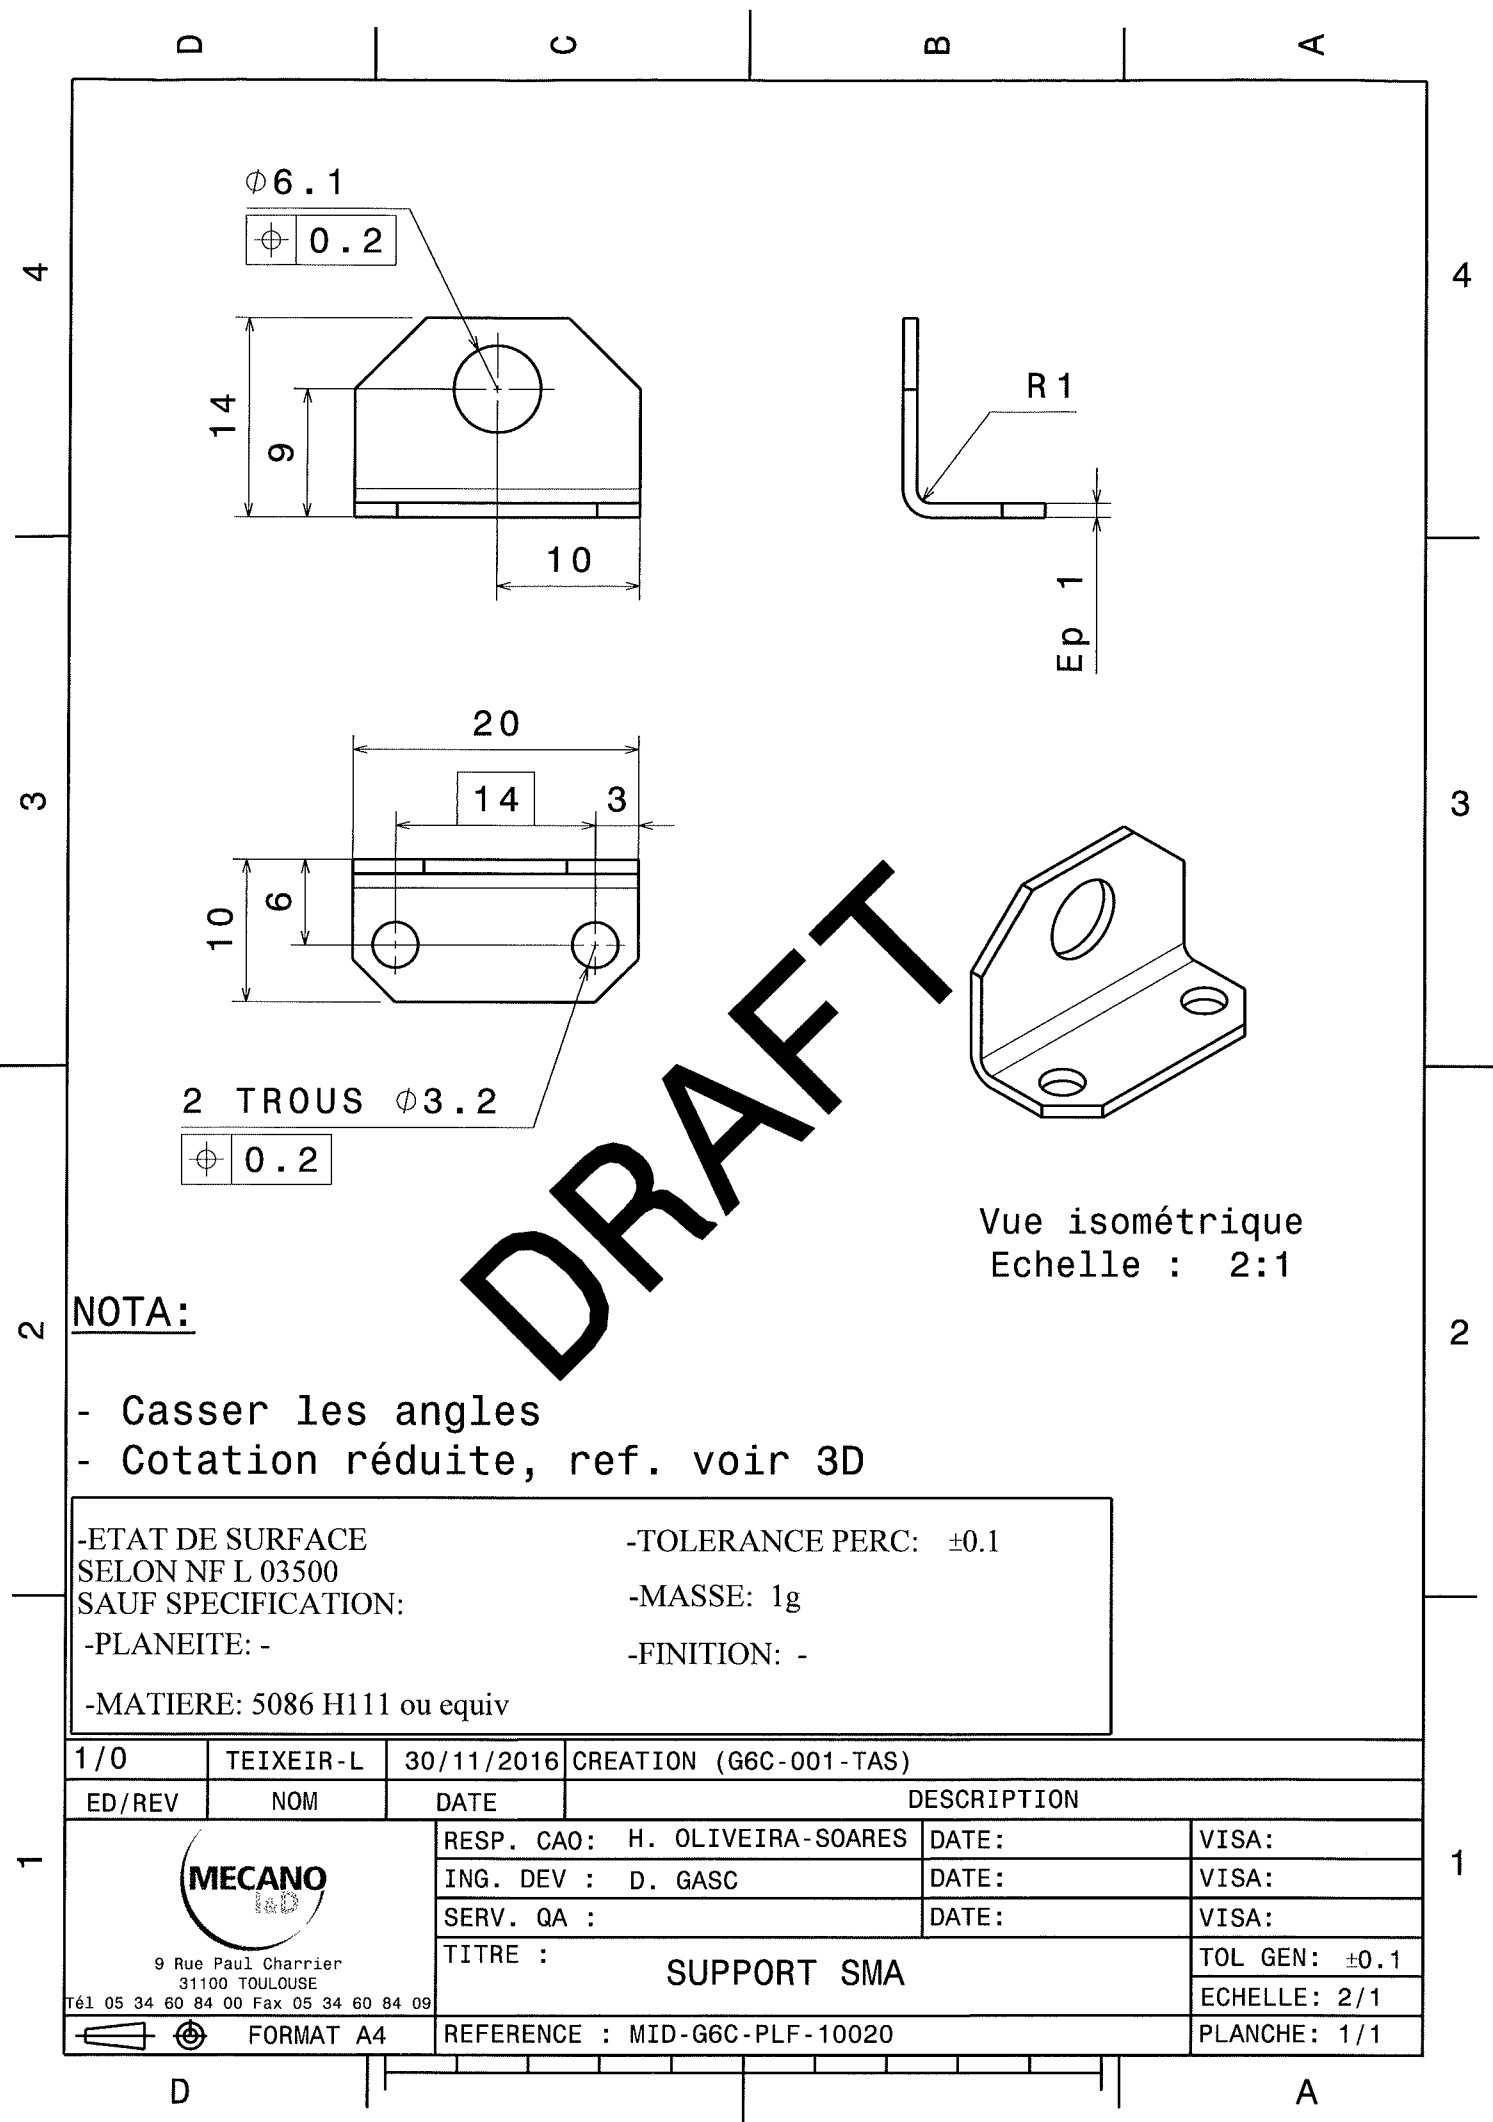 D C B A
4
4
⌀6.1
⌖ 0.2
14
9
10
R1
Ep 1
3
3
20
14
3
10
6
2 TROUS ⌀3.2
⌖ 0.2
DRAFT
Vue isométrique
Echelle : 2:1
2
2
NOTA:
- Casser les angles
- Cotation réduite, ref. voir 3D
-ETAT DE SURFACE
SELON NF L 03500
SAUF SPECIFICATION:
-PLANEITE: -
-MATIERE: 5086 H111 ou equiv
-TOLERANCE PERC: ±0.1
-MASSE: 1g
-FINITION: -
1/0 TEIXEIR-L 30/11/2016 CREATION (G6C-001-TAS)
ED/REV NOM DATE DESCRIPTION
1
1
MECANO
I&D
9 Rue Paul Charrier
31100 TOULOUSE
Tél 05 34 60 84 00 Fax 05 34 60 84 09
FORMAT A4
RESP. CAO: H. OLIVEIRA-SOARES DATE: VISA:
ING. DEV : D. GASC DATE: VISA:
SERV. QA : DATE: VISA:
TITRE : SUPPORT SMA
TOL GEN: ±0.1
ECHELLE: 2/1
REFERENCE : MID-G6C-PLF-10020
PLANCHE: 1/1
D A